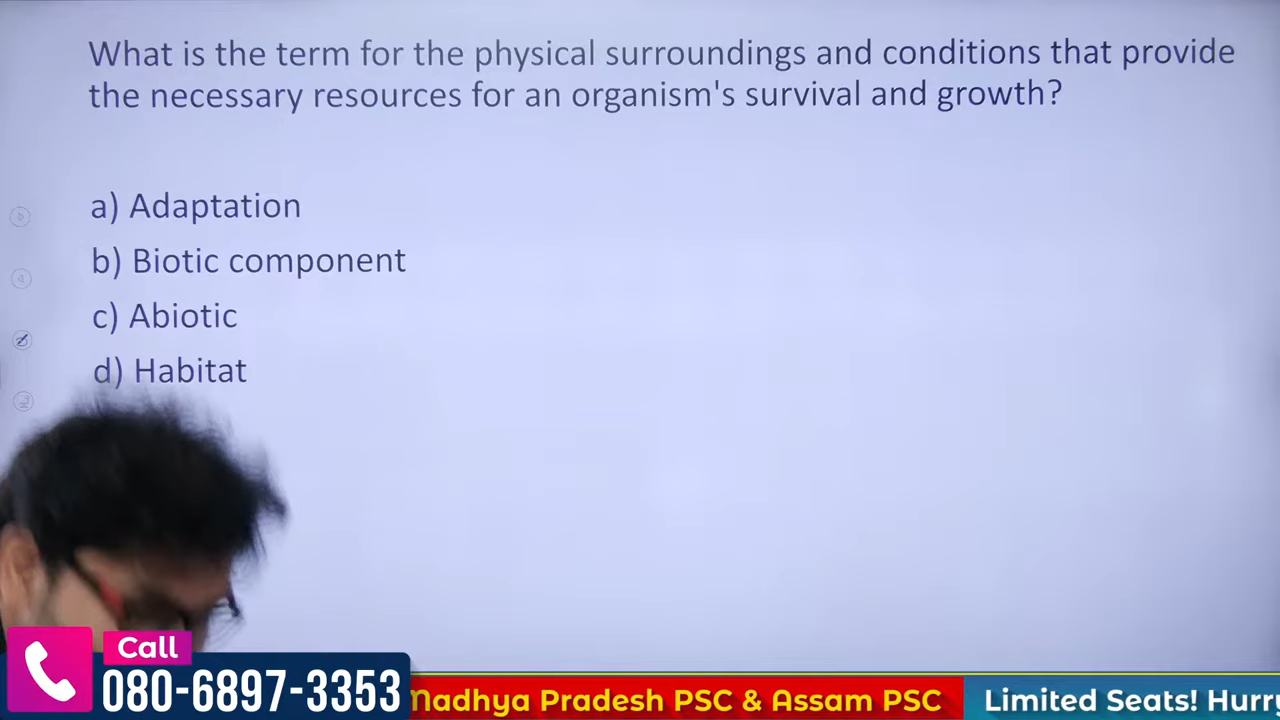 What is the term for the physical surroundings and conditions that provide
the necessary resources for an organism's survival and growth?
a) Adaptation
b) Biotic component
c) Abiotic
d) Habitat
Call
080-6897-3353
Madhya Pradesh PSC & Assam PSC
Limited Seats! Hurry